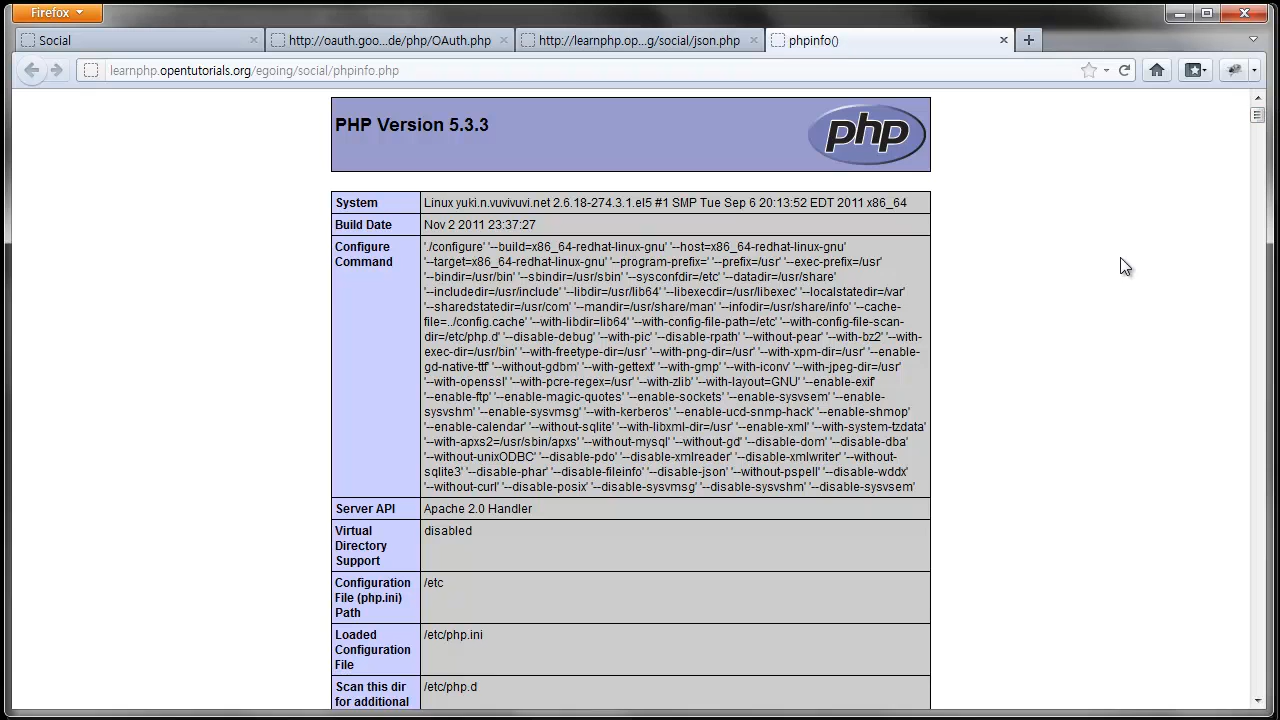 Firefox
Social
http://oauth.goo...de/php/OAuth.php
http://learnphp.op...g/social/json.php
phpinfo()
learnphp.opentutorials.org/egoing/social/phpinfo.php
PHP Version 5.3.3
php
System
Linux yuki.n.vuvivuvi.net 2.6.18-274.3.1.el5 #1 SMP Tue Sep 6 20:13:52 EDT 2011 x86_64
Build Date
Nov 2 2011 23:37:27
Configure
Command
'./configure' '--build=x86_64-redhat-linux-gnu' '--host=x86_64-redhat-linux-gnu'
'--target=x86_64-redhat-linux-gnu' '--program-prefix=' '--prefix=/usr' '--exec-prefix=/usr'
'--bindir=/usr/bin' '--sbindir=/usr/sbin' '--sysconfdir=/etc' '--datadir=/usr/share'
'--includedir=/usr/include' '--libdir=/usr/lib64' '--libexecdir=/usr/libexec' '--localstatedir=/var'
'--sharedstatedir=/usr/com' '--mandir=/usr/share/man' '--infodir=/usr/share/info' '--cache-
file=../config.cache' '--with-libdir=lib64' '--with-config-file-path=/etc' '--with-config-file-scan-
dir=/etc/php.d' '--disable-debug' '--with-pic' '--disable-rpath' '--without-pear' '--with-bz2' '--with-
exec-dir=/usr/bin' '--with-freetype-dir=/usr' '--with-png-dir=/usr' '--with-xpm-dir=/usr' '--enable-
gd-native-ttf' '--without-gdbm' '--with-gettext' '--with-gmp' '--with-iconv' '--with-jpeg-dir=/usr'
'--with-openssl' '--with-pcre-regex=/usr' '--with-zlib' '--with-layout=GNU' '--enable-exif'
'--enable-ftp' '--enable-magic-quotes' '--enable-sockets' '--enable-sysvsem' '--enable-
sysvshm' '--enable-sysvmsg' '--with-kerberos' '--enable-ucd-snmp-hack' '--enable-shmop'
'--enable-calendar' '--without-sqlite' '--with-libxml-dir=/usr' '--enable-xml' '--with-system-tzdata'
'--with-apxs2=/usr/sbin/apxs' '--without-mysql' '--without-gd' '--disable-dom' '--disable-dba'
'--without-unixODBC' '--disable-pdo' '--disable-xmlreader' '--disable-xmlwriter' '--without-
sqlite3' '--disable-phar' '--disable-fileinfo' '--disable-json' '--without-pspell' '--disable-wddx'
'--without-curl' '--disable-posix' '--disable-sysvmsg' '--disable-sysvshm' '--disable-sysvsem'
Server API
Apache 2.0 Handler
Virtual
Directory
Support
disabled
Configuration
File (php.ini)
Path
/etc
Loaded
Configuration
File
/etc/php.ini
Scan this dir
for additional
/etc/php.d